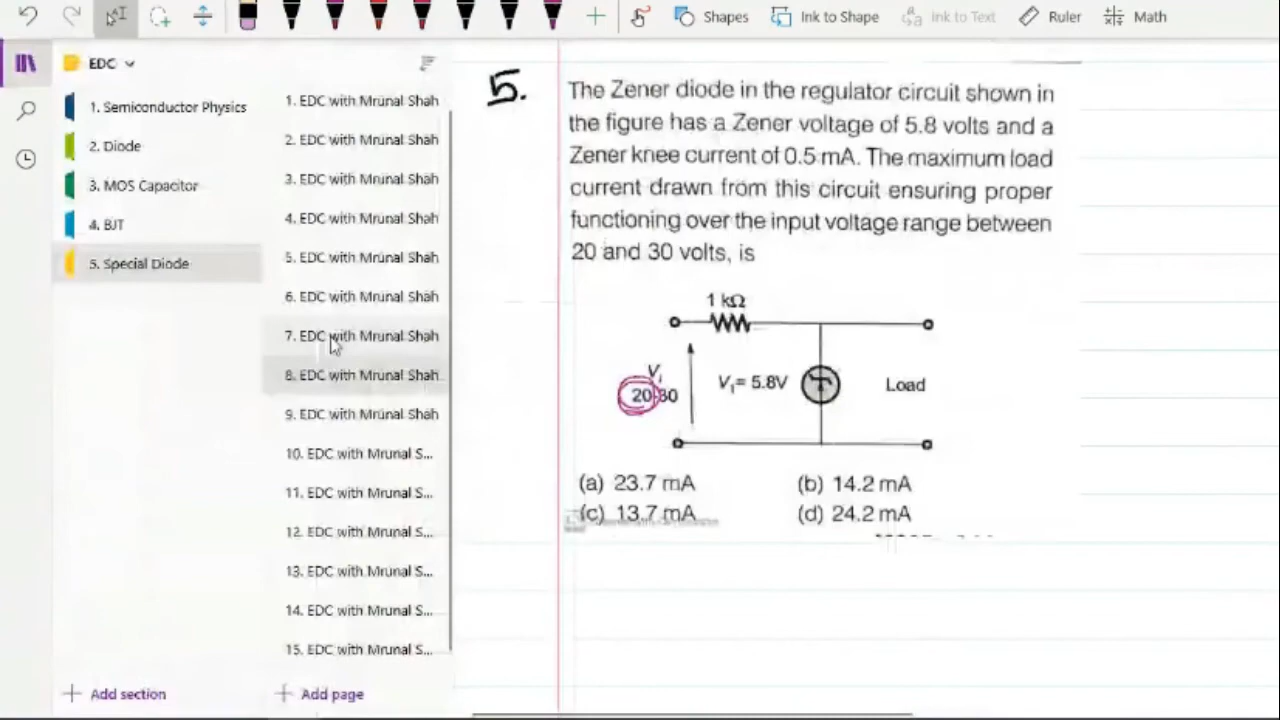 Shapes
Ink to Shape
Ink to Text
Ruler
Math
EDC
1. Semiconductor Physics
2. Diode
3. MOS Capacitor
4. BJT
5. Special Diode
Add section
1. EDC with Mrunal Shah
2. EDC with Mrunal Shah
3. EDC with Mrunal Shah
4. EDC with Mrunal Shah
5. EDC with Mrunal Shah
6. EDC with Mrunal Shah
7. EDC with Mrunal Shah
8. EDC with Mrunal Shah
9. EDC with Mrunal Shah
10. EDC with Mrunal S...
11. EDC with Mrunal S...
12. EDC with Mrunal S...
13. EDC with Mrunal S...
14. EDC with Mrunal S...
15. EDC with Mrunal S...
Add page
5.
The Zener diode in the regulator circuit shown in
the figure has a Zener voltage of 5.8 volts and a
Zener knee current of 0.5 mA. The maximum load
current drawn from this circuit ensuring proper
functioning over the input voltage range between
20 and 30 volts, is
1 kΩ
Vi
20-30
V1= 5.8V
Load
(a) 23.7 mA
(b) 14.2 mA
(c) 13.7 mA
(d) 24.2 mA